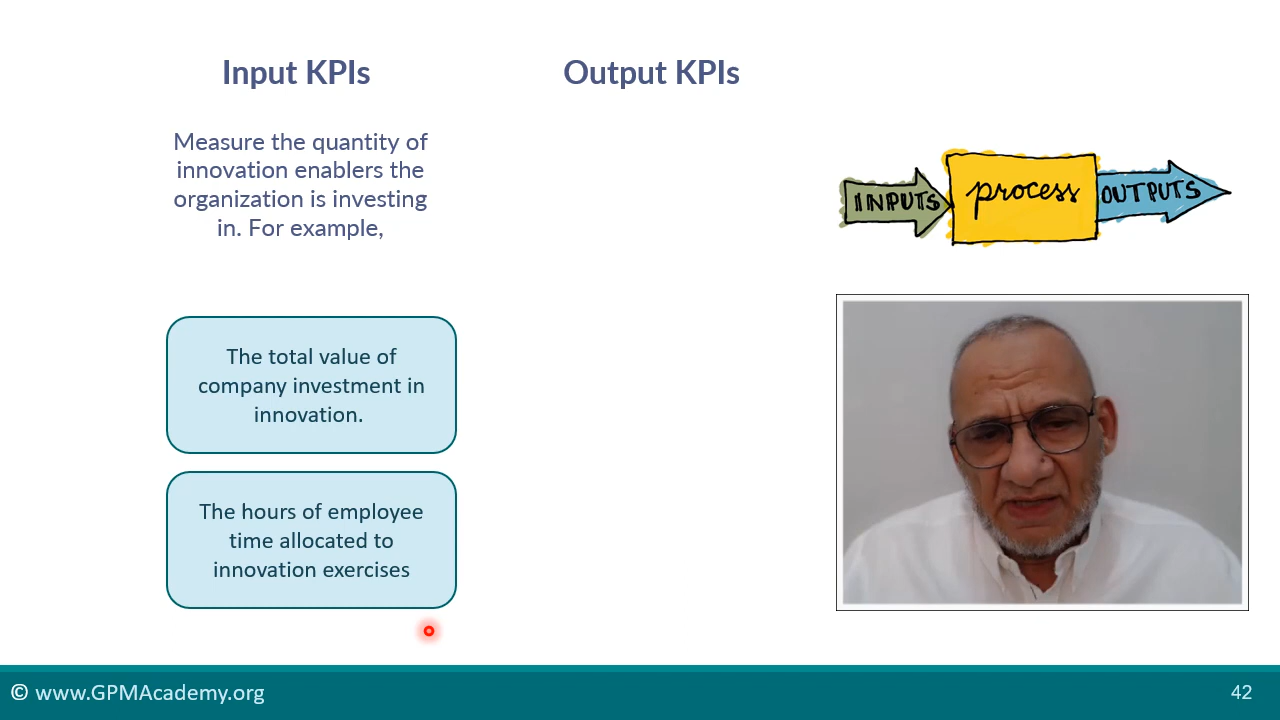 Input KPIs
Output KPIs
Measure the quantity of
innovation enablers the
organization is investing
in. For example,
INPUTS
process
OUTPUTS
The total value of
company investment in
innovation.
The hours of employee
time allocated to
innovation exercises
© www.GPMAcademy.org
42